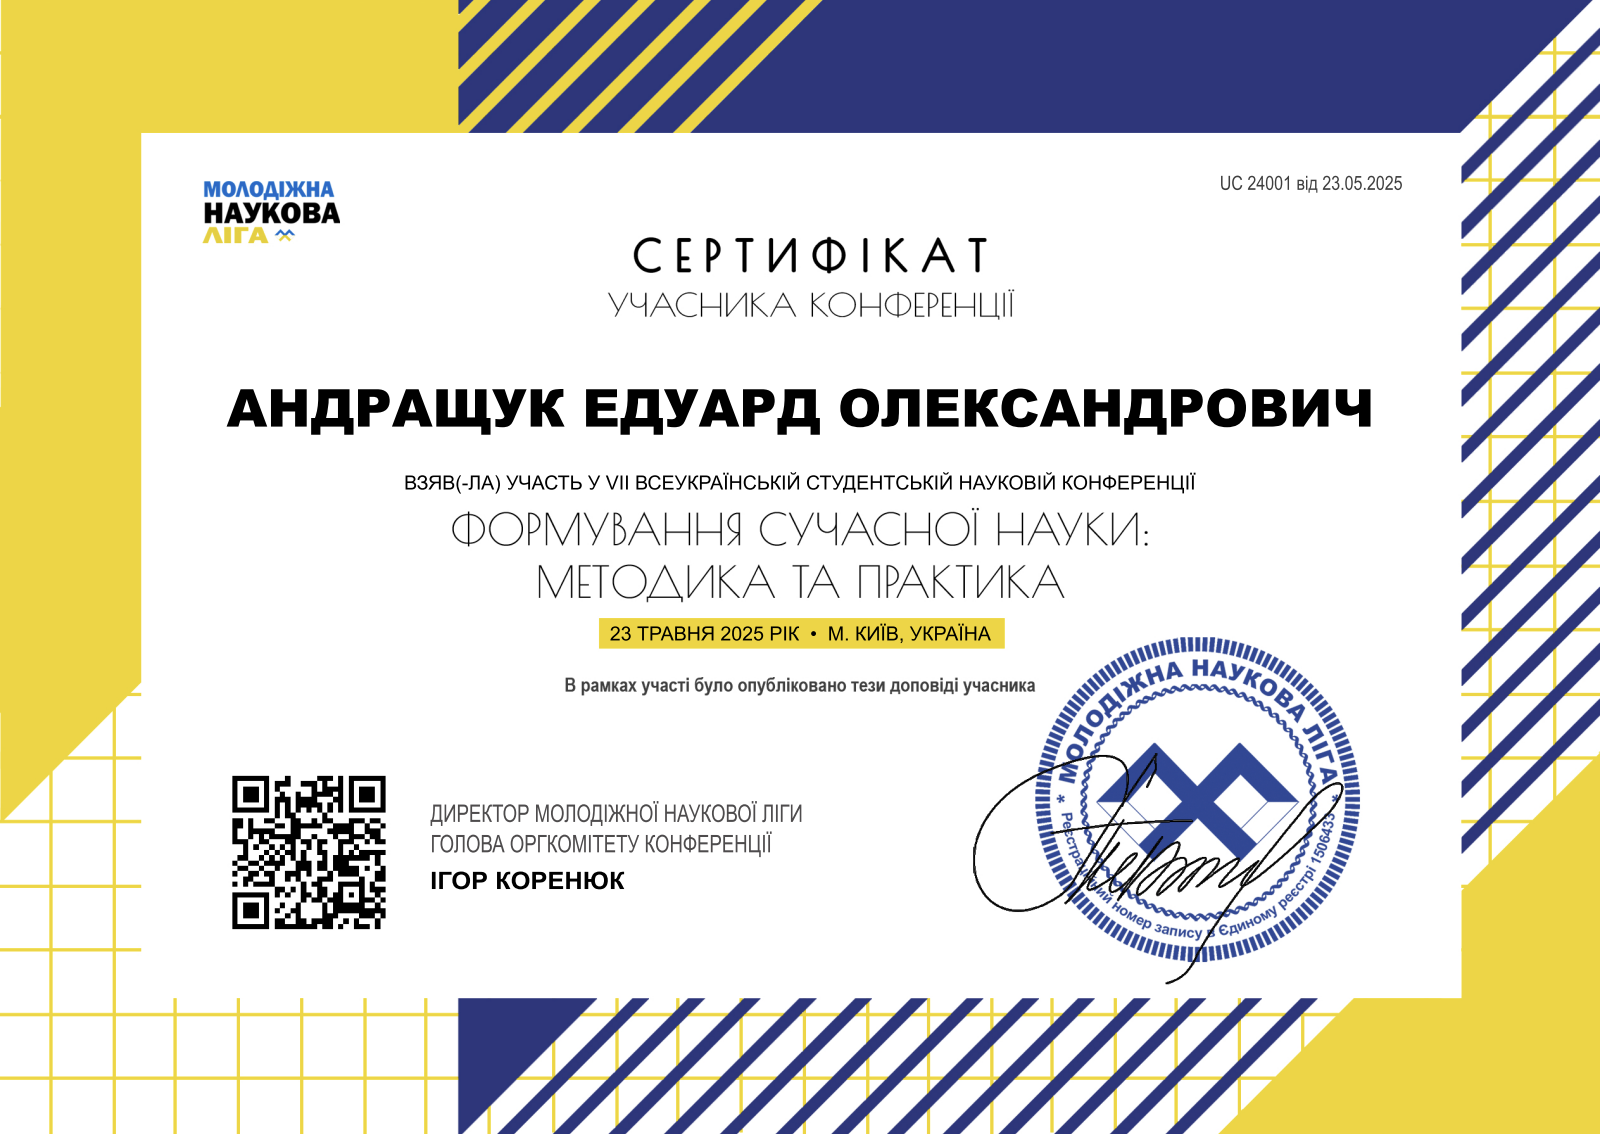 МОЛОДІЖНА
НАУКОВА
ЛІГА
UC 24001 від 23.05.2025
СЕРТИФІКАТ
УЧАСНИКА КОНФЕРЕНЦІЇ
АНДРАЩУК ЕДУАРД ОЛЕКСАНДРОВИЧ
ВЗЯВ(-ЛА) УЧАСТЬ У VII ВСЕУКРАЇНСЬКІЙ СТУДЕНТСЬКІЙ НАУКОВІЙ КОНФЕРЕНЦІЇ
ФОРМУВАННЯ СУЧАСНОЇ НАУКИ:
МЕТОДИКА ТА ПРАКТИКА
23 ТРАВНЯ 2025 РІК • М. КИЇВ, УКРАЇНА
В рамках участі було опубліковано тези доповіді учасника
ДИРЕКТОР МОЛОДІЖНОЇ НАУКОВОЇ ЛІГИ
ГОЛОВА ОРГКОМІТЕТУ КОНФЕРЕНЦІЇ
ІГОР КОРЕНЮК
* МОЛОДІЖНА НАУКОВА ЛІГА *
Реєстраційний номер запису в Єдиному реєстрі 1506433